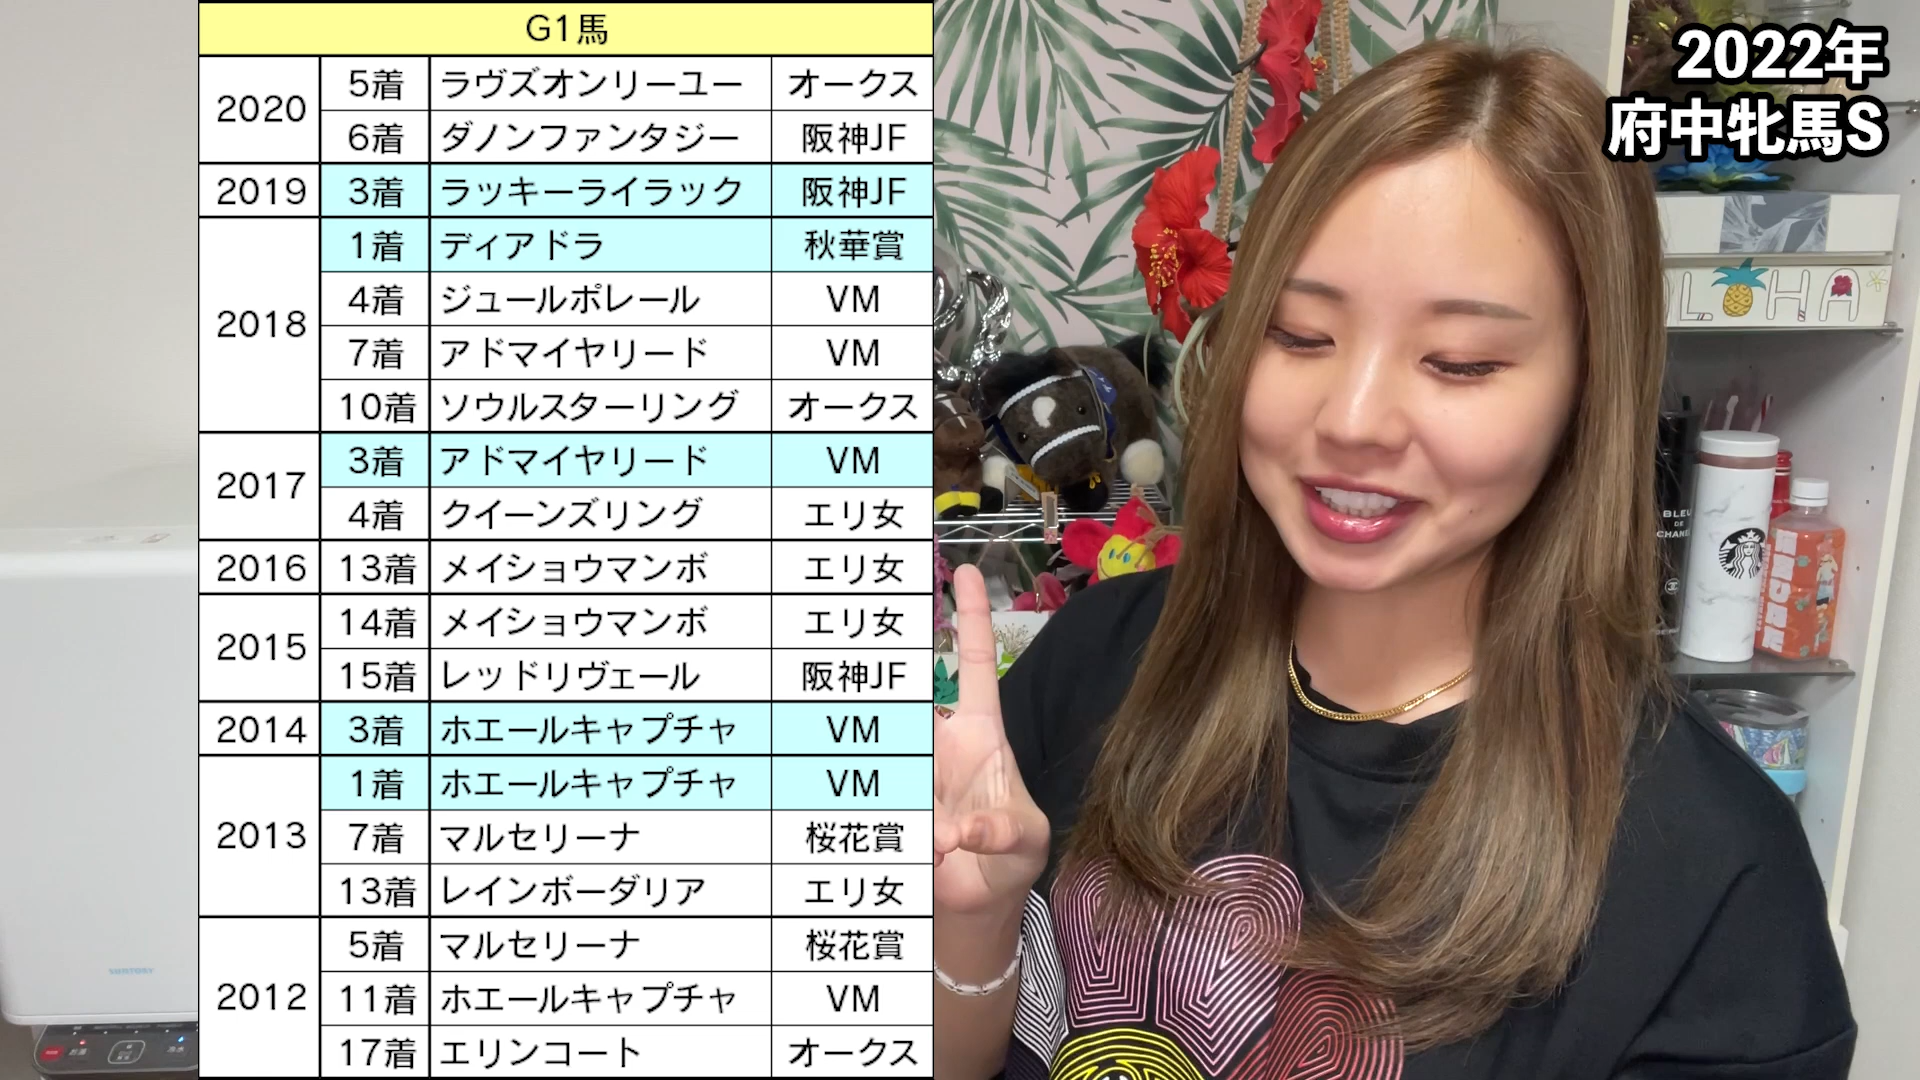 G1馬
2020 5着 ラヴズオンリーユー オークス
6着 ダノンファンタジー 阪神JF
2019 3着 ラッキーライラック 阪神JF
2018 1着 ディアドラ 秋華賞
4着 ジュールポレール VM
7着 アドマイヤリード VM
10着 ソウルスターリング オークス
2017 3着 アドマイヤリード VM
4着 クイーンズリング エリ女
2016 13着 メイショウマンボ エリ女
2015 14着 メイショウマンボ エリ女
15着 レッドリヴェール 阪神JF
2014 3着 ホエールキャプチャ VM
2013 1着 ホエールキャプチャ VM
7着 マルセリーナ 桜花賞
13着 レインボーダリア エリ女
2012 5着 マルセリーナ 桜花賞
11着 ホエールキャプチャ VM
17着 エリンコート オークス
2022年
府中牝馬S
LOHA
BLEU
DE
CHANEL
SUNTORY